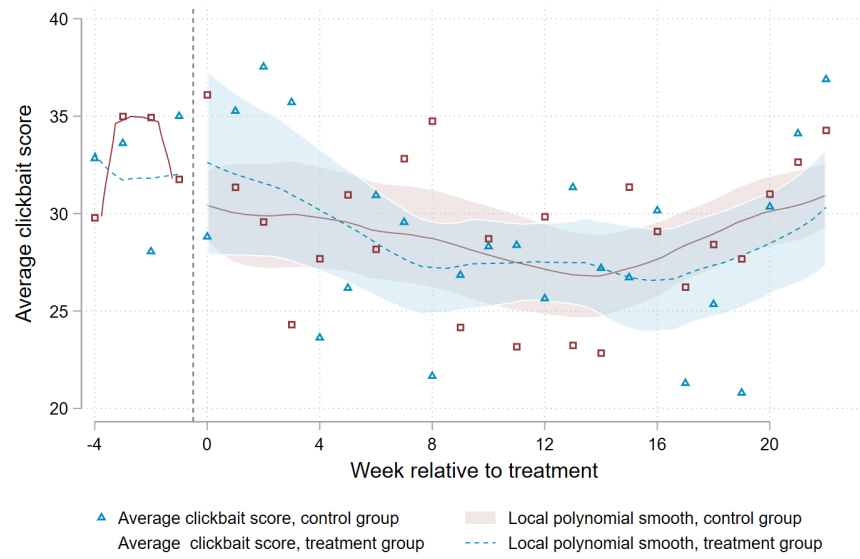 40
35
30
25
20
Average clickbait score
-4 0 4 8 12 16 20
Week relative to treatment
Average clickbait score, control group Local polynomial smooth, control group
Average clickbait score, treatment group Local polynomial smooth, treatment group